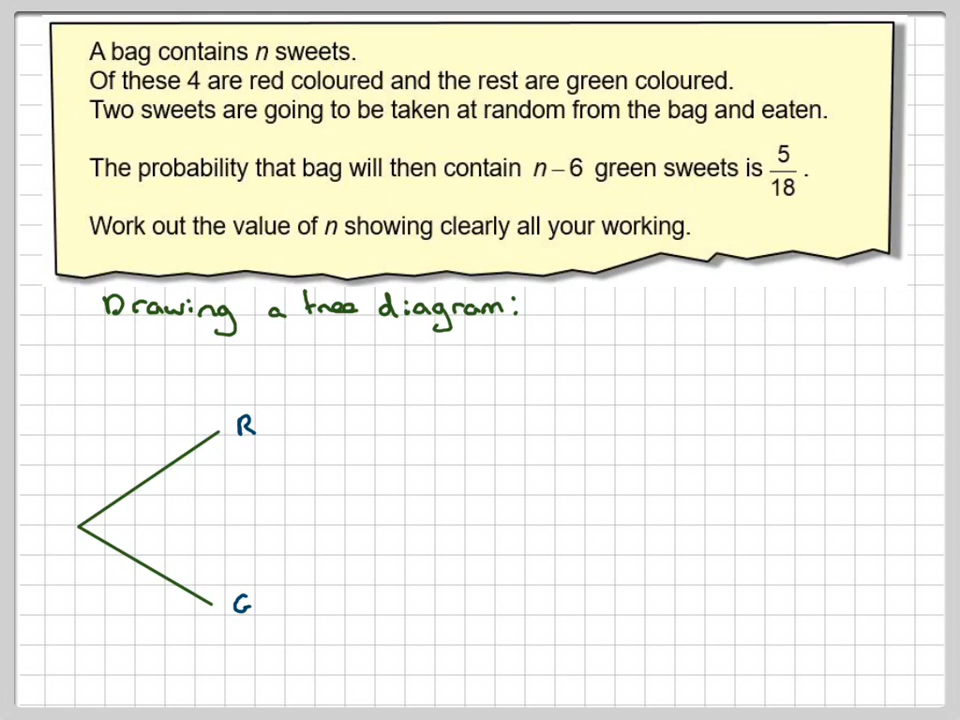 A bag contains n sweets.
Of these 4 are red coloured and the rest are green coloured.
Two sweets are going to be taken at random from the bag and eaten.
The probability that bag will then contain n – 6 green sweets is 5/18 .
Work out the value of n showing clearly all your working.
Drawing a tree diagram:
R
G